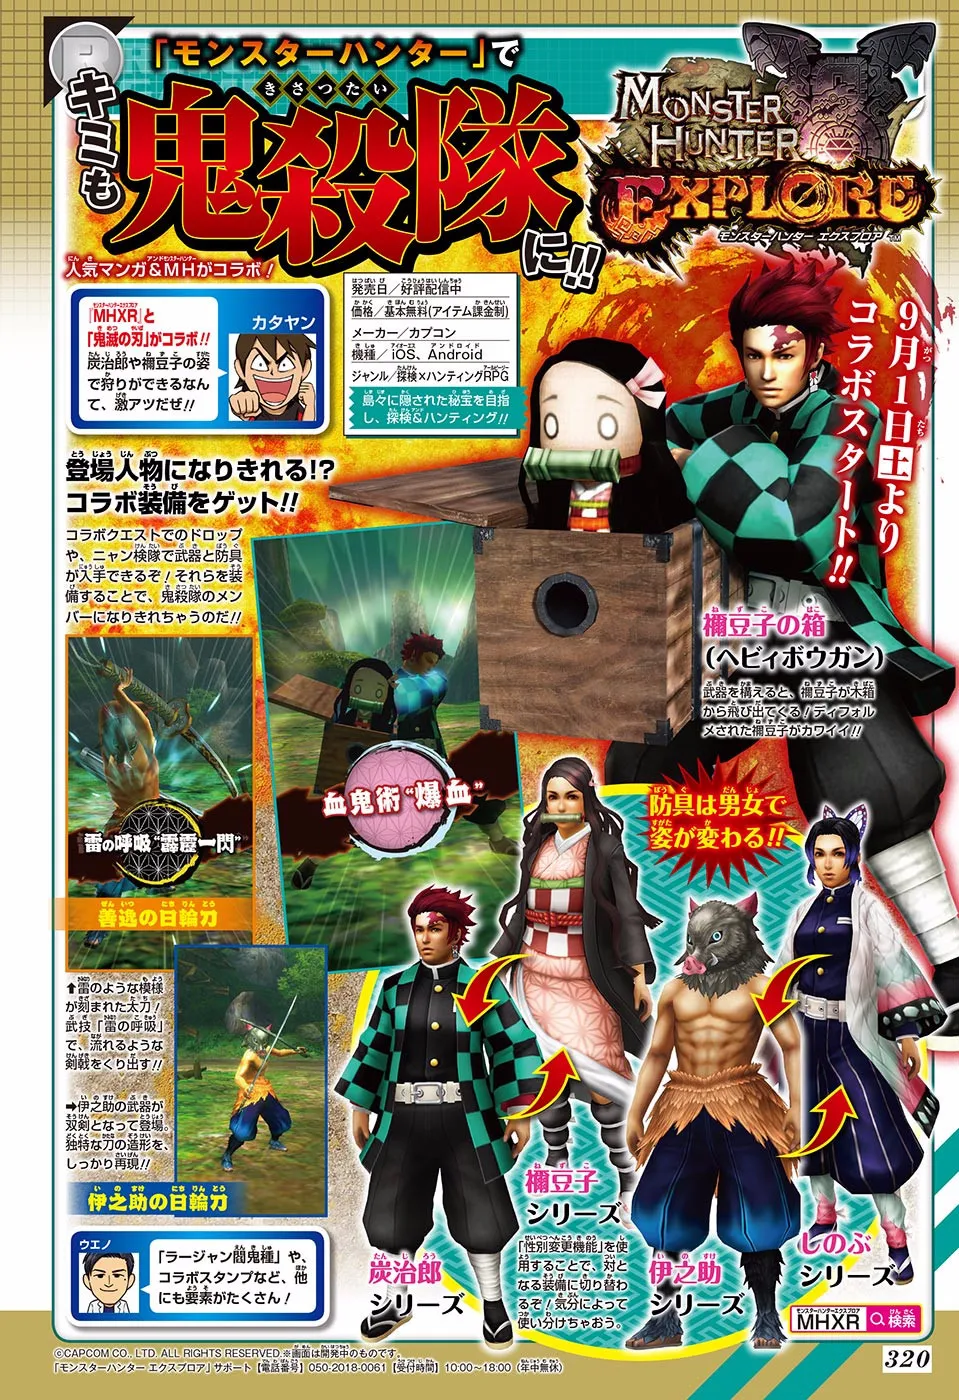 「モンスターハンター」で
キミも
きさつたい
鬼殺隊
に!!
MONSTER
HUNTER
EXPLORE
モンスターハンター エクスプロア™
人気マンガ&MHがコラボ!
『MHXR』と
「鬼滅の刃」がコラボ!!
炭治郎や禰豆子の姿
で狩りができるなん
て、激アツだぜ!!
カタヤン
発売日/好評配信中
価格/基本無料(アイテム課金制)
メーカー/カプコン
機種/iOS、Android
ジャンル/探検×ハンティングRPG
島々に隠された秘宝を目指
し、探検&ハンティング!!
9月1日土より
コラボスタート!!
登場人物になりきれる!?
コラボ装備をゲット!!
コラボクエストでのドロップ
や、ニャン検隊で武器と防具
が入手できるぞ!それらを装
備することで、鬼殺隊のメン
バーになりきれちゃうのだ!!
禰豆子の箱
(ヘビィボウガン)
武器を構えると、禰豆子が木箱
から飛び出てくる!ディフォル
メされた禰豆子がカワイイ!!
血鬼術“爆血”
雷の呼吸“霹靂一閃”
善逸の日輪刀
防具は男女で
姿が変わる!!
⬆雷のような模様
が刻まれた太刀!
武技「雷の呼吸」
で、流れるような
剣戟をくり出す!!
➡伊之助の武器が
双剣となって登場。
独特な刀の造形を、
しっかり再現!!
伊之助の日輪刀
ウエノ
「ラージャン闘鬼種」や、
コラボスタンプなど、他
にも要素がたくさん!
炭治郎
シリーズ
禰豆子
シリーズ
「性別変更機能」を使
用することで、対と
なる装備に切り替わ
るぞ!気分によって
使い分けちゃおう。
伊之助
シリーズ
しのぶ
シリーズ
モンスターハンターエクスプロア
MHXR
検索
©CAPCOM CO., LTD. ALL RIGHTS RESERVED.※画面は開発中のものです。
「モンスターハンター エクスプロア」サポート【電話番号】050-2018-0061【受付時間】10:00~18:00(年中無休)
320